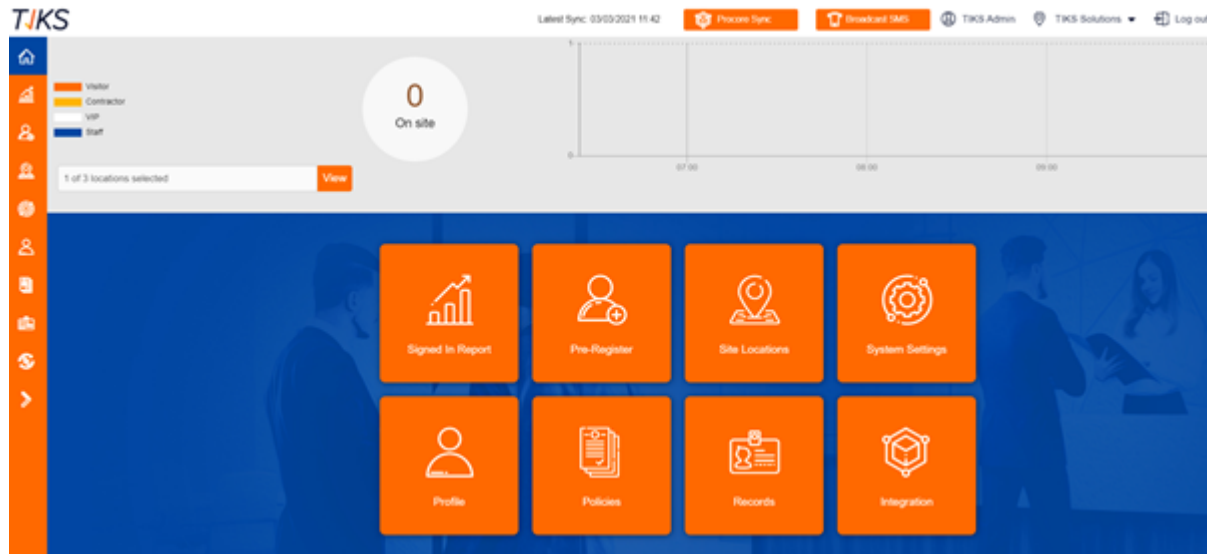 TIKS
Latest Sync: 03/03/2021 11:42
Procore Sync
Broadcast SMS
TIKS Admin
TIKS Solutions
Log out
Visitor
Contractor
VIP
Staff
0
On site
1 of 3 locations selected
View
1
0
07:00
08:00
09:00
Signed In Report
Pre-Register
Site Locations
System Settings
Profile
Policies
Records
Integration